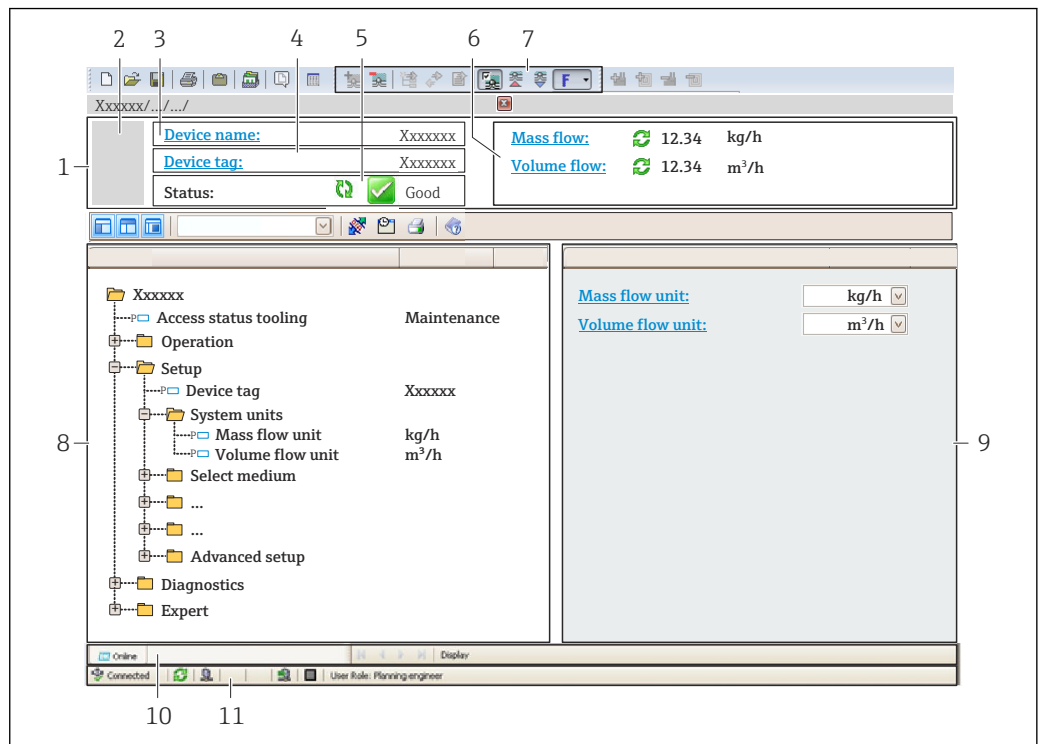 2 3 4 5 6 7
F
Xxxxxx/.../.../
1
Device name: Xxxxxxx
Device tag: Xxxxxxx
Status: Good
Mass flow: 12.34 kg/h
Volume flow: 12.34 m³/h
Xxxxxx
P Access status tooling Maintenance
Operation
Setup
P Device tag Xxxxxx
System units
P Mass flow unit kg/h
P Volume flow unit m³/h
Select medium
...
...
Advanced setup
Diagnostics
Expert
8
Mass flow unit: kg/h
Volume flow unit: m³/h
9
Online Display
Connected User Role: Planning engineer
10 11